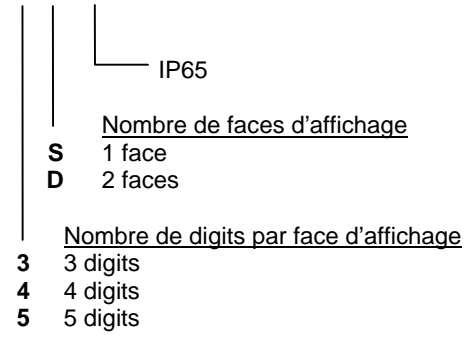 IP65
Nombre de faces d'affichage
S 1 face
D 2 faces
Nombre de digits par face d'affichage
3 3 digits
4 4 digits
5 5 digits